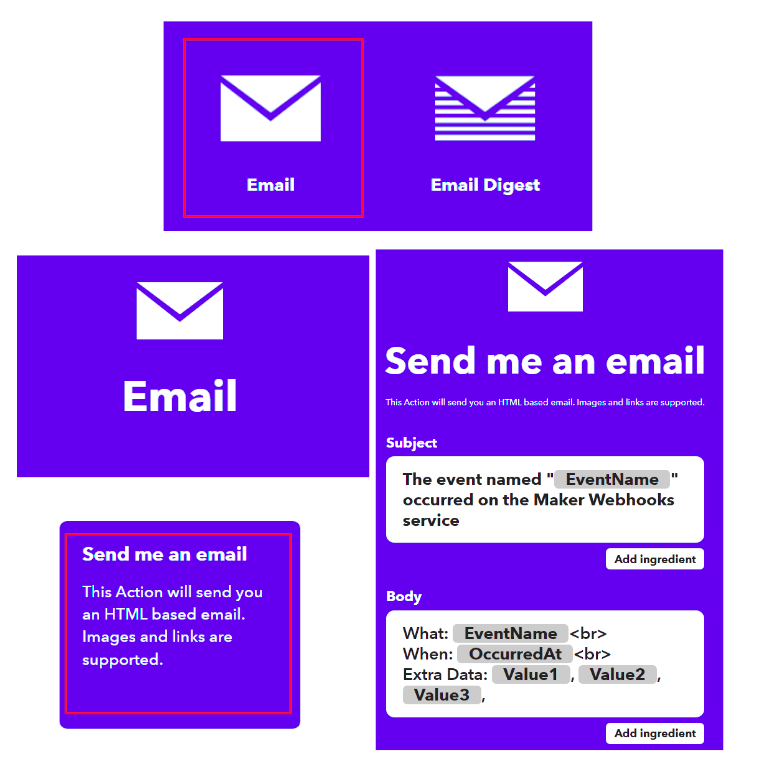 Email
Email Digest
Email
Send me an email
This Action will send you
an HTML based email.
Images and links are
supported.
Send me an email
This Action will send you an HTML based email. Images and links are supported.
Subject
The event named " EventName "
occurred on the Maker Webhooks
service
Add ingredient
Body
What: EventName <br>
When: OccurredAt <br>
Extra Data: Value1 , Value2 ,
Value3 ,
Add ingredient